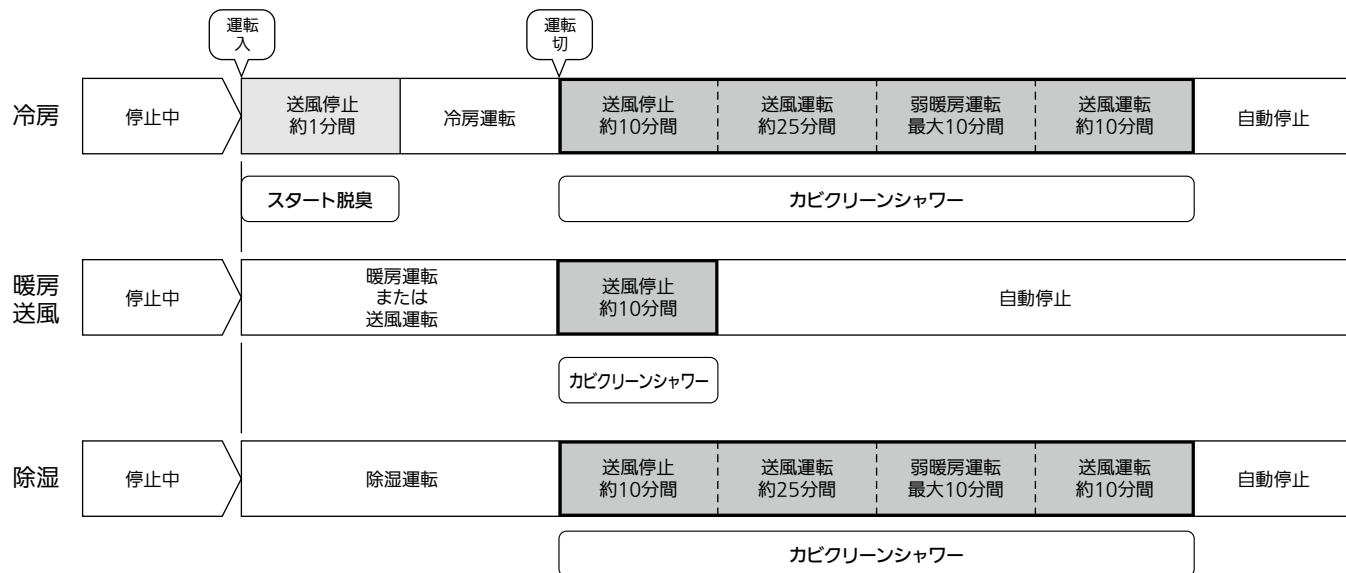 運転
入
運転
切
冷房
停止中
送風停止
約1分間
冷房運転
送風停止
約10分間
送風運転
約25分間
弱暖房運転
最大10分間
送風運転
約10分間
自動停止
スタート脱臭
カビクリーンシャワー
暖房
送風
停止中
暖房運転
または
送風運転
送風停止
約10分間
自動停止
カビクリーンシャワー
除湿
停止中
除湿運転
送風停止
約10分間
送風運転
約25分間
弱暖房運転
最大10分間
送風運転
約10分間
自動停止
カビクリーンシャワー